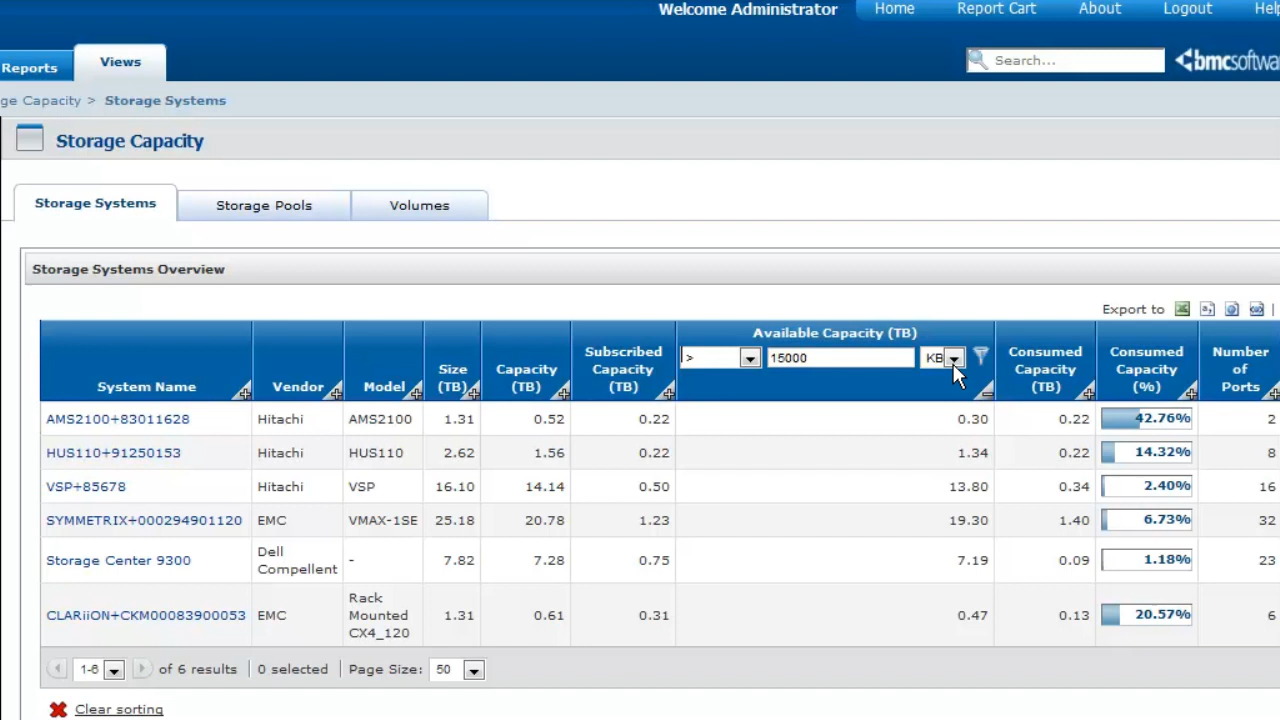 Welcome Administrator Home Report Cart About Logout Help
Reports Views Search... bmcsoftwa
ge Capacity > Storage Systems
Storage Capacity
Storage Systems Storage Pools Volumes
Storage Systems Overview
Export to
System Name Vendor Model Size (TB) Capacity (TB) Subscribed Capacity (TB) Available Capacity (TB) > 15000 KB Consumed Capacity (TB) Consumed Capacity (%) Number of Ports
AMS2100+83011628 Hitachi AMS2100 1.31 0.52 0.22 0.30 0.22 42.76% 2
HUS110+91250153 Hitachi HUS110 2.62 1.56 0.22 1.34 0.22 14.32% 8
VSP+85678 Hitachi VSP 16.10 14.14 0.50 13.80 0.34 2.40% 16
SYMMETRIX+000294901120 EMC VMAX-1SE 25.18 20.78 1.23 19.30 1.40 6.73% 32
Storage Center 9300 Dell Compellent - 7.82 7.28 0.75 7.19 0.09 1.18% 23
CLARiiON+CKM00083900053 EMC Rack Mounted CX4_120 1.31 0.61 0.31 0.47 0.13 20.57% 6
1-6 of 6 results 0 selected Page Size: 50
Clear sorting